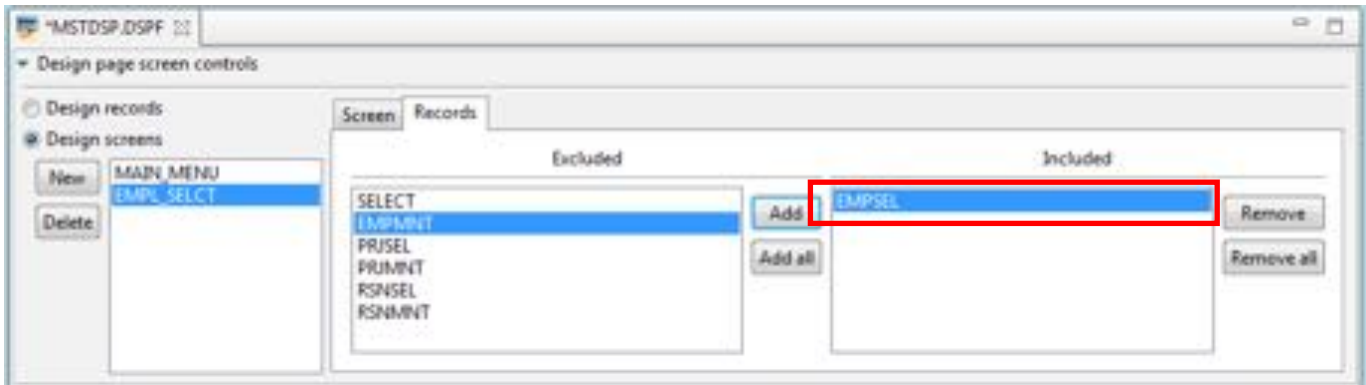 *MSTDSP.DSPF
Design page screen controls
Design records
Design screens
New
Delete
MAIN_MENU
EMPL_SELCT
Screen Records
Excluded
SELECT
EMPMNT
PRJSEL
PRJMNT
RSNSEL
RSNMNT
Add
Add all
Included
EMPSEL
Remove
Remove all